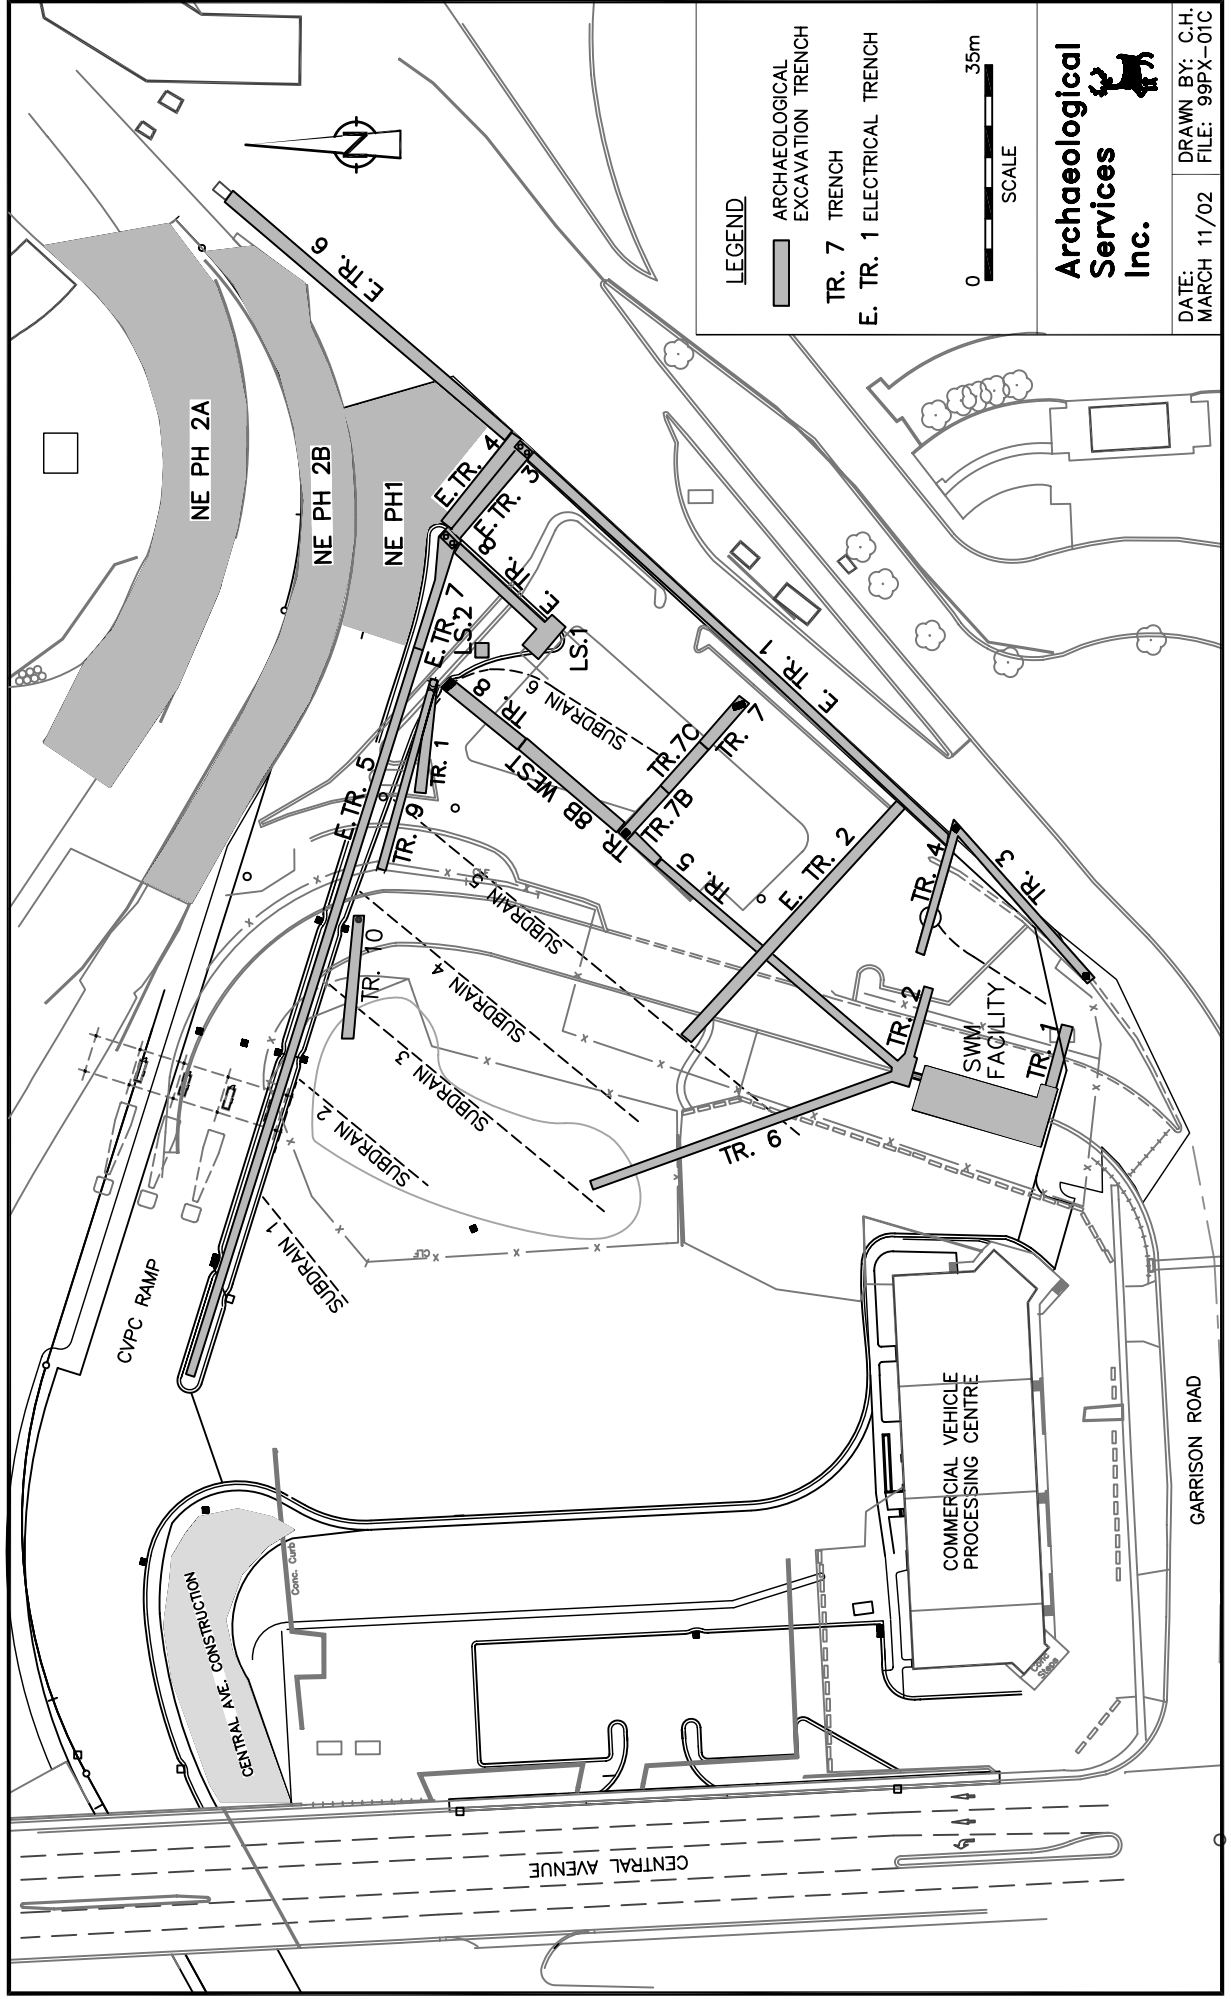 NE PH 2A
NE PH 2B
NE PH1
E.TR. 6
E.TR. 4
E.TR. 3
E. TR. 8
E.TR. 7
LS.2
LS.1
E. TR. 5
TR. 1
TR. 9
TR. 10
TR. 8
TR. 8B WEST
TR.7C
TR. 7
TR.7B
TR. 5
E. TR. 1
E. TR. 2
TR. 4
TR. 3
TR. 2
TR. 1
TR. 6
SWM
FACILITY
SUBDRAIN 6
SUBDRAIN 5
SUBDRAIN 4
SUBDRAIN 3
SUBDRAIN 2
SUBDRAIN 1
CLF
CVPC RAMP
CENTRAL AVE. CONSTRUCTION
Conc. Curb
COMMERCIAL VEHICLE
PROCESSING CENTRE
Conc
Steps
GARRISON ROAD
CENTRAL AVENUE
N
LEGEND
ARCHAEOLOGICAL
EXCAVATION TRENCH
TR. 7 TRENCH
E. TR. 1 ELECTRICAL TRENCH
0 35m
SCALE
Archaeological
Services
Inc.
DATE:
MARCH 11/02
DRAWN BY: C.H.
FILE: 99PX-01C